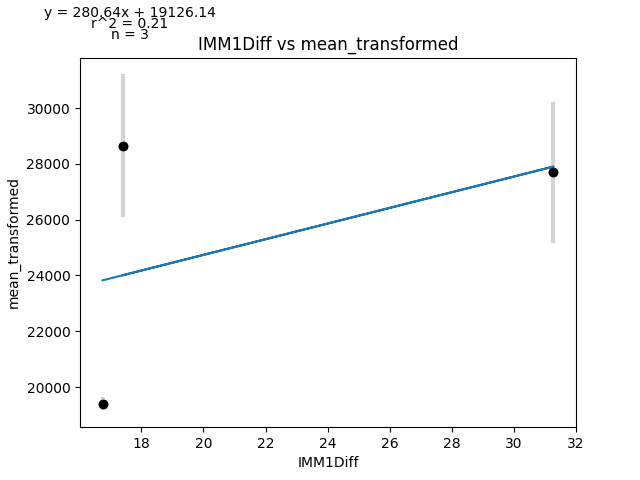 y = 280.64x + 19126.14
r^2 = 0.21
n = 3
IMM1Diff vs mean_transformed
mean_transformed
30000
28000
26000
24000
22000
20000
18
20
22
24
26
28
30
32
IMM1Diff